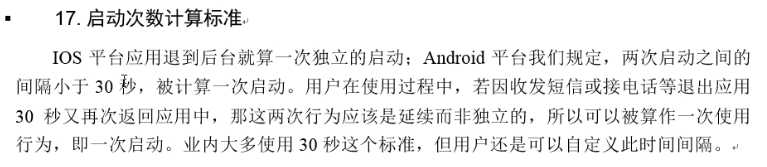 17. 启动次数计算标准
IOS 平台应用退到后台就算一次独立的启动；Android 平台我们规定，两次启动之间的
间隔小于 30 秒，被计算一次启动。用户在使用过程中，若因收发短信或接电话等退出应用
30 秒又再次返回应用中，那这两次行为应该是延续而非独立的，所以可以被算作一次使用
行为，即一次启动。业内大多使用 30 秒这个标准，但用户还是可以自定义此时间间隔。